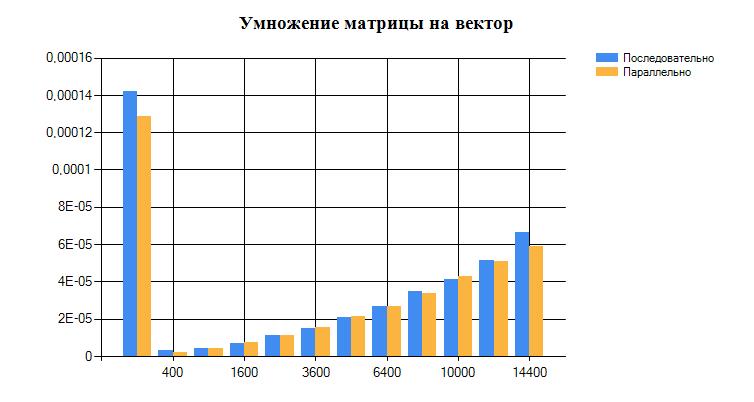 Умножение матрицы на вектор
0,00016
0,00014
0,00012
0,0001
8E-05
6E-05
4E-05
2E-05
0
400
1600
3600
6400
10000
14400
Последовательно
Параллельно